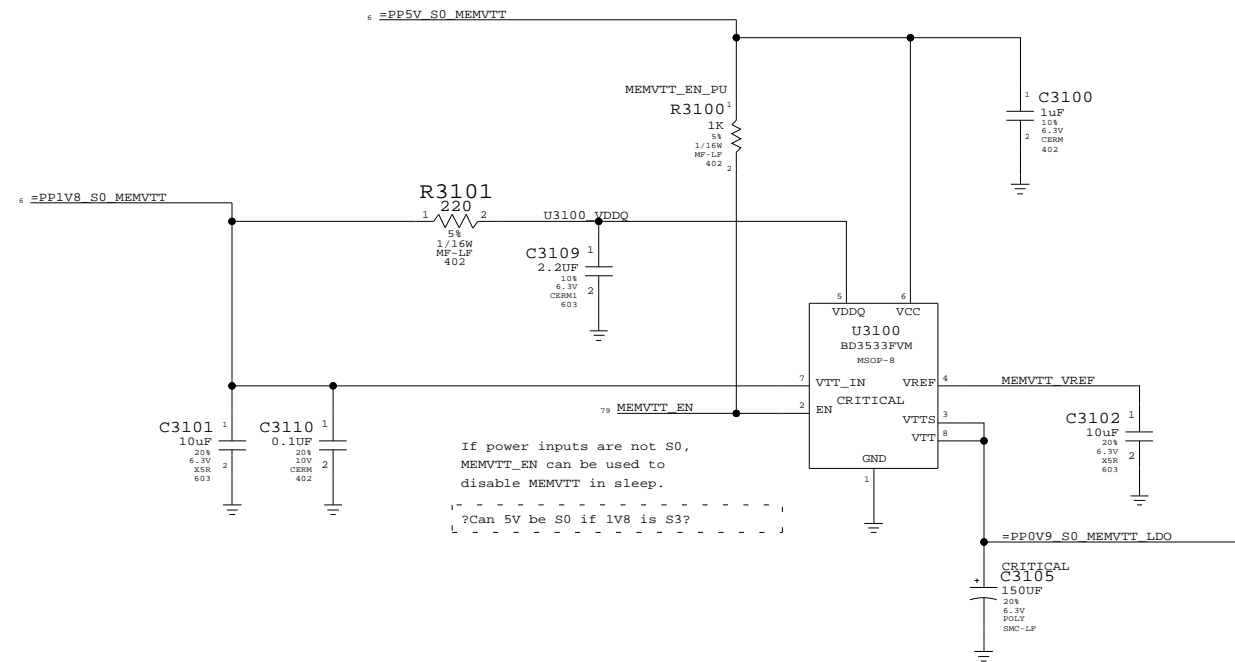 6 =PP5V_S0_MEMVTT
MEMVTT_EN_PU
R3100
1
1K
5%
1/16W
MF-LF
402
2
1
C3100
1uF
10%
6.3V
CERM
402
2
6 =PP1V8_S0_MEMVTT
R3101
220
1
2
5%
1/16W
MF-LF
402
U3100_VDDQ
C3109
1
2.2UF
10%
6.3V
CERM1
603
2
5
6
VDDQ
VCC
U3100
BD3533FVM
MSOP-8
7
VTT_IN
VREF
4
MEMVTT_VREF
CRITICAL
79 MEMVTT_EN
2
EN
VTTS
3
VTT
8
GND
1
C3101
1
10uF
20%
6.3V
X5R
603
2
C3110
1
0.1UF
20%
10V
CERM
402
2
C3102
1
10uF
20%
6.3V
X5R
603
2
If power inputs are not S0,
MEMVTT_EN can be used to
disable MEMVTT in sleep.
?Can 5V be S0 if 1V8 is S3?
=PP0V9_S0_MEMVTT_LDO
CRITICAL
C3105
+
150UF
20%
6.3V
POLY
SMC-LF